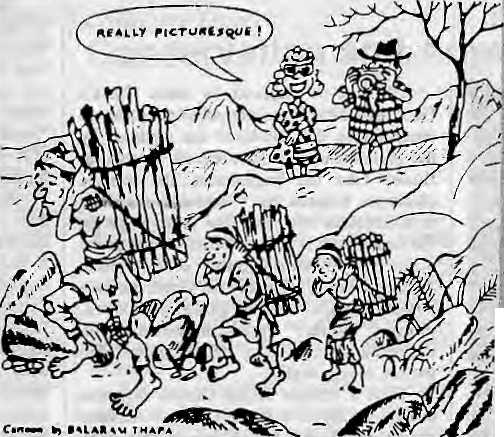 REALLY PICTURESQUE!
Cartoon by BALARAM THAPA